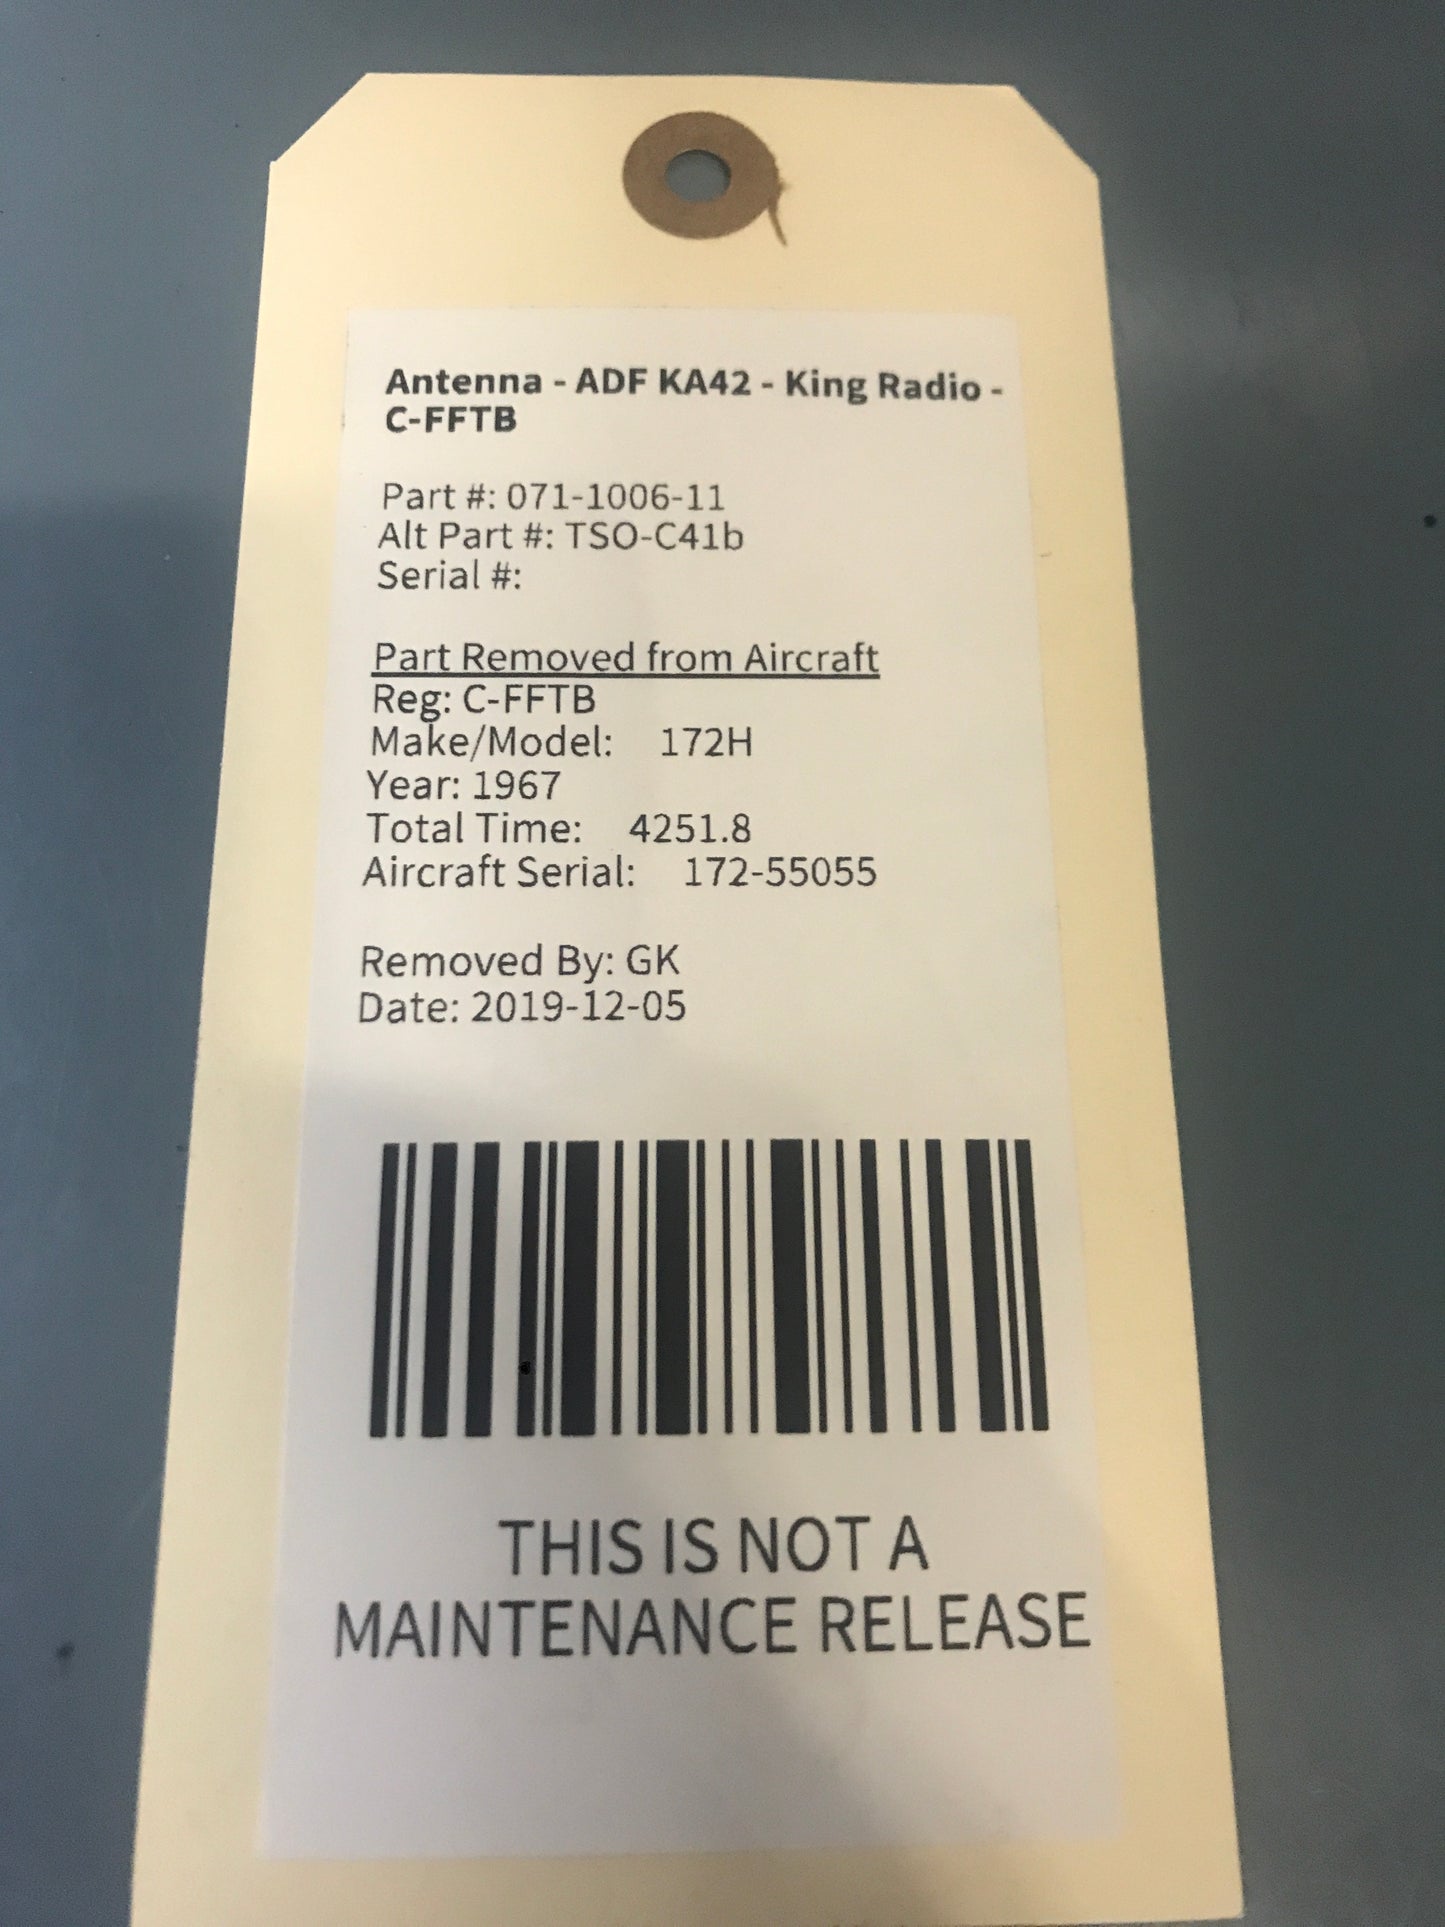 Antenna - ADF KA42 - King Radio -
C-FFTB
Part #: 071-1006-11
Alt Part #: TSO-C41b
Serial #:
Part Removed from Aircraft
Reg: C-FFTB
Make/Model: 172H
Year: 1967
Total Time: 4251.8
Aircraft Serial: 172-55055
Removed By: GK
Date: 2019-12-05
THIS IS NOT A
MAINTENANCE RELEASE